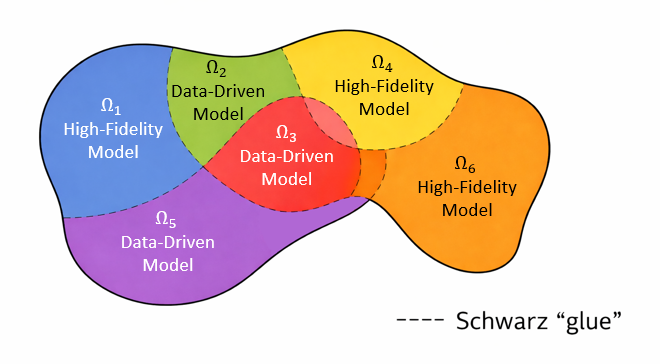 Ω₁
High-Fidelity
Model
Ω₂
Data-Driven
Model
Ω₃
Data-Driven
Model
Ω₄
High-Fidelity
Model
Ω₅
Data-Driven
Model
Ω₆
High-Fidelity
Model
---- Schwarz “glue”